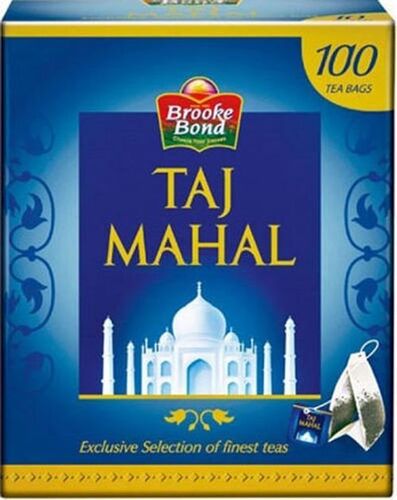 100
TEA BAGS
Brooke
Bond
TAJ
MAHAL
TAJ
MAHAL
Exclusive Selection of finest teas